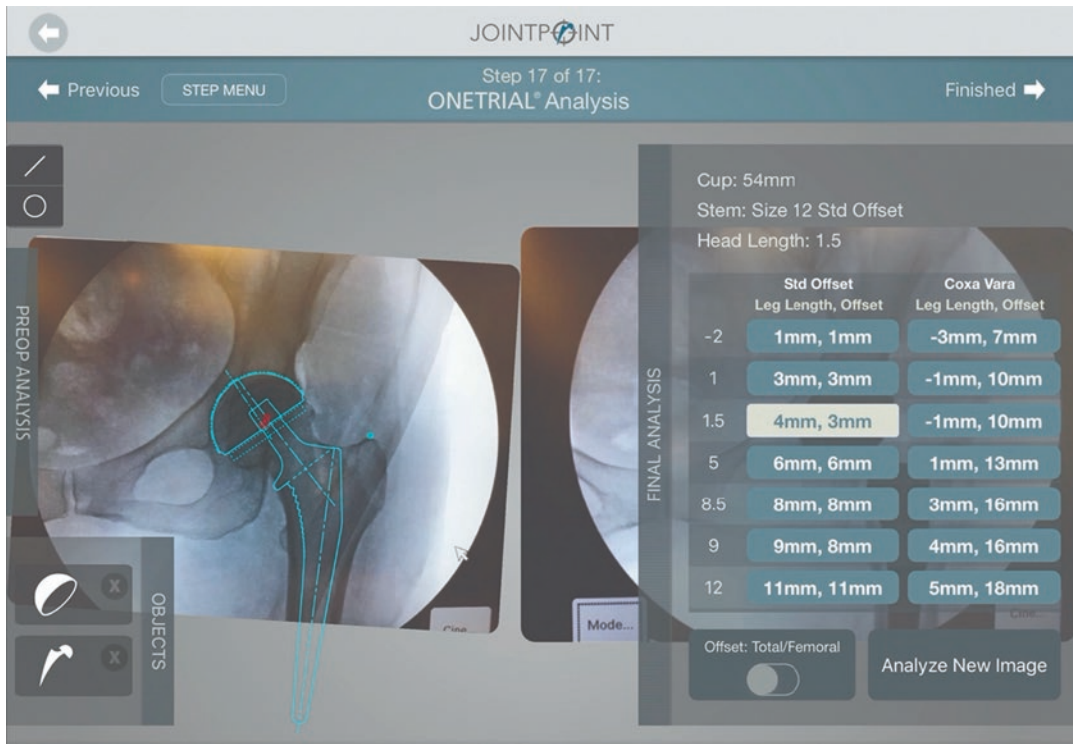 JOINTPOINT
Previous
STEP MENU
Step 17 of 17:
ONETRIAL® Analysis
Finished
PREOP ANALYSIS
OBJECTS
X
X
Cine...
Mode...
FINAL ANALYSIS
Cup: 54mm
Stem: Size 12 Std Offset
Head Length: 1.5
Std Offset Coxa Vara
Leg Length, Offset Leg Length, Offset
-2 1mm, 1mm -3mm, 7mm
1 3mm, 3mm -1mm, 10mm
1.5 4mm, 3mm -1mm, 10mm
5 6mm, 6mm 1mm, 13mm
8.5 8mm, 8mm 3mm, 16mm
9 9mm, 8mm 4mm, 16mm
12 11mm, 11mm 5mm, 18mm
Cine...
Offset: Total/Femoral
Analyze New Image